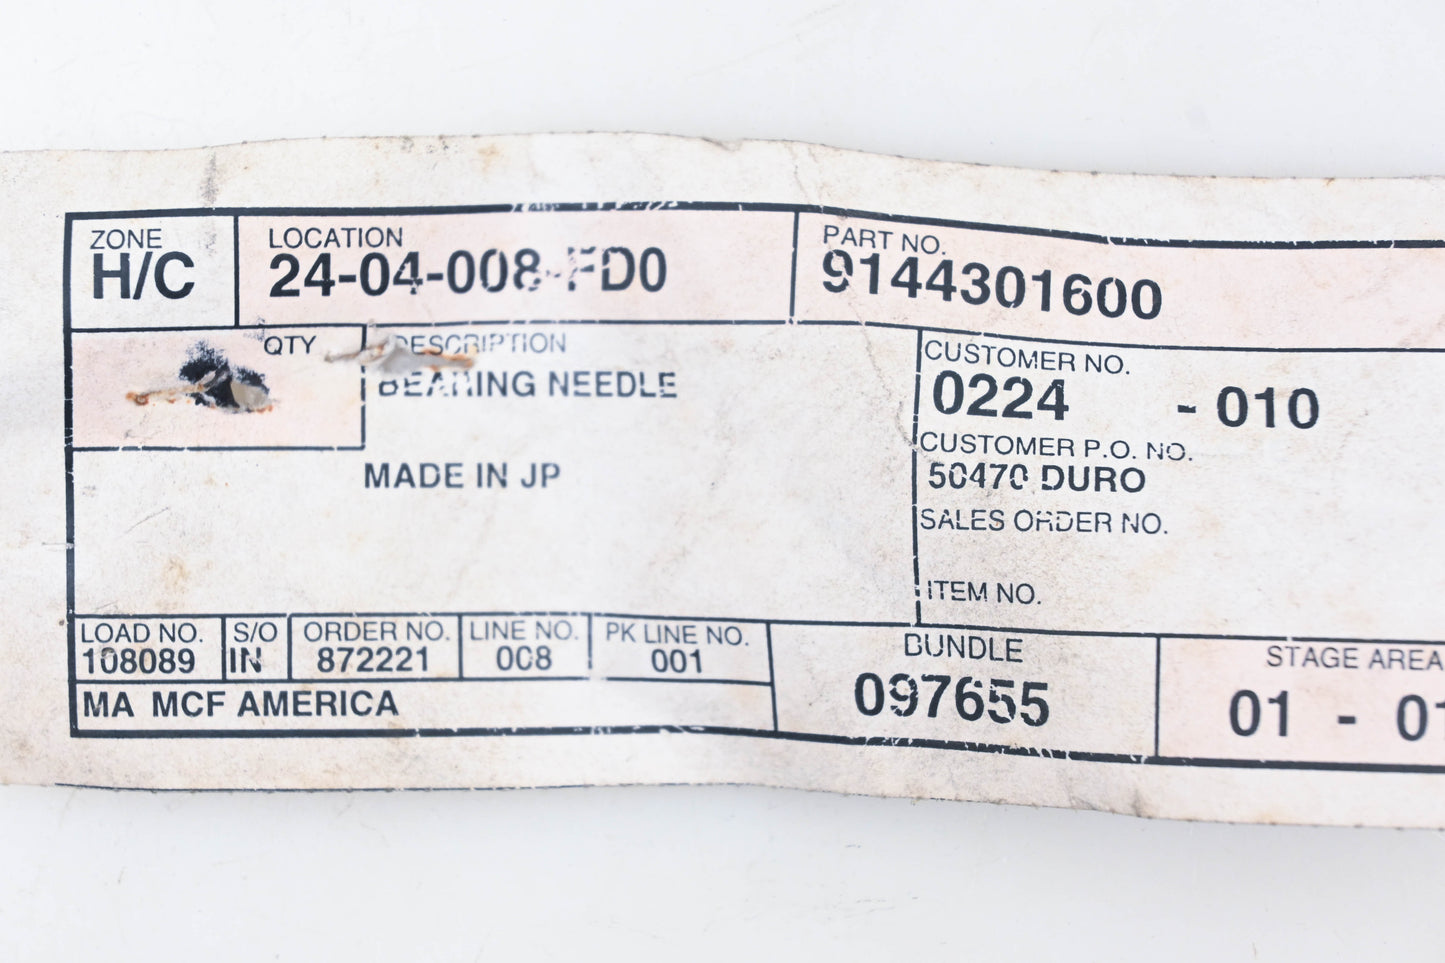 ZONE
H/C
LOCATION
24-04-008-FD0
PART NO.
9144301600
QTY
DESCRIPTION
BEARING NEEDLE
MADE IN JP
CUSTOMER NO.
0224 - 010
CUSTOMER P.O. NO.
50470 DURO
SALES ORDER NO.
ITEM NO.
LOAD NO.
108089
S/O
IN
ORDER NO.
872221
LINE NO.
008
PK LINE NO.
001
MA MCF AMERICA
BUNDLE
097655
STAGE AREA
01 - 01